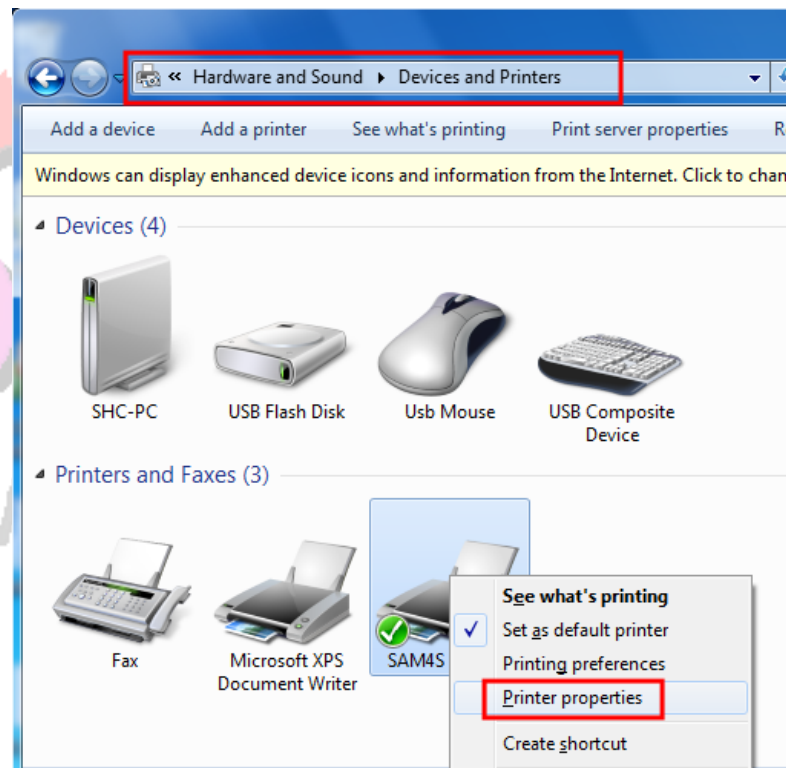 « Hardware and Sound ▸ Devices and Printers
Add a device Add a printer See what's printing Print server properties
Windows can display enhanced device icons and information from the Internet. Click to
Devices (4)
SHC-PC USB Flash Disk Usb Mouse USB Composite
Device
Printers and Faxes (3)
Fax Microsoft XPS SAM4S
Document Writer
See what's printing
Set as default printer
Printing preferences
Printer properties
Create shortcut